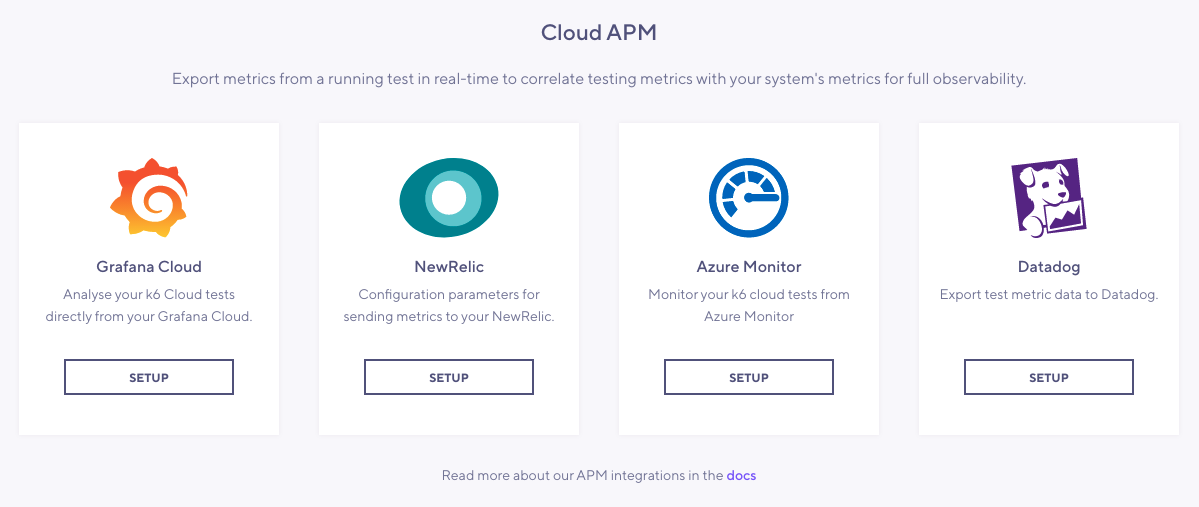 Cloud APM
Export metrics from a running test in real-time to correlate testing metrics with your system's metrics for full observability.
Grafana Cloud
Analyse your k6 Cloud tests
directly from your Grafana Cloud.
SETUP
NewRelic
Configuration parameters for
sending metrics to your NewRelic.
SETUP
Azure Monitor
Monitor your k6 cloud tests from
Azure Monitor
SETUP
Datadog
Export test metric data to Datadog.
SETUP
Read more about our APM integrations in the docs